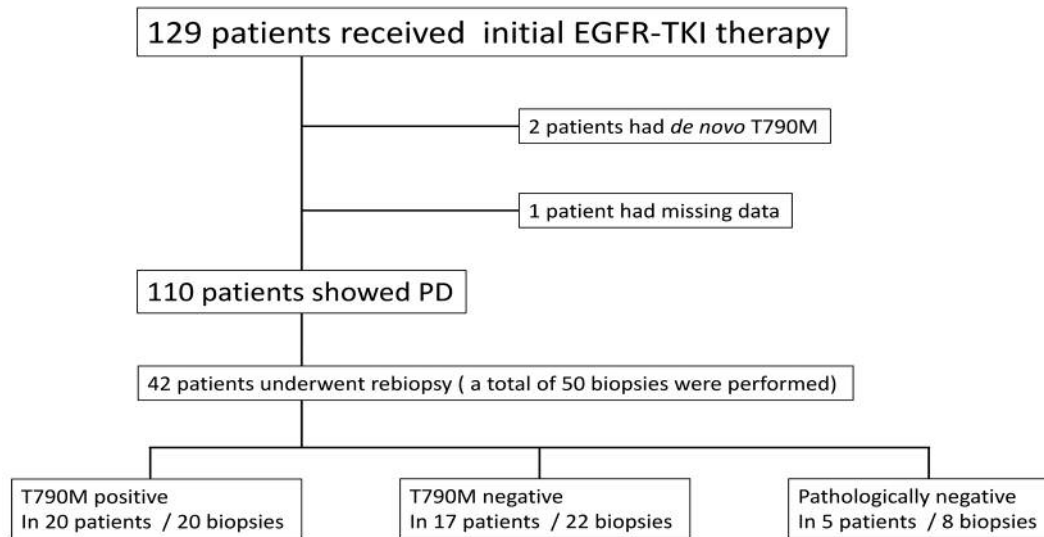 129 patients received initial EGFR-TKI therapy
2 patients had de novo T790M
1 patient had missing data
110 patients showed PD
42 patients underwent rebiopsy ( a total of 50 biopsies were performed)
T790M positive
In 20 patients / 20 biopsies
T790M negative
In 17 patients / 22 biopsies
Pathologically negative
In 5 patients / 8 biopsies